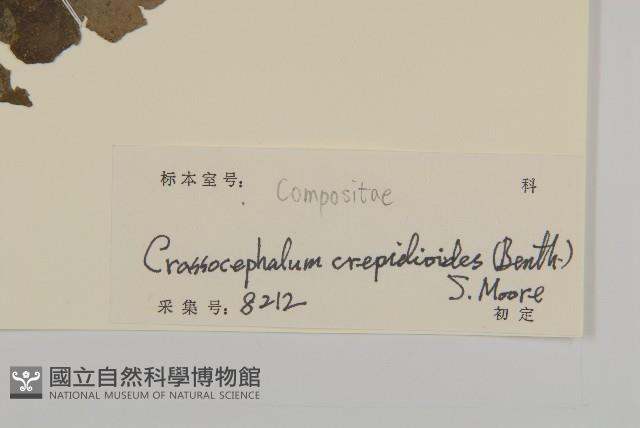 标本室号: Compositae 科
Crassocephalum crepidioides (Benth.)
S. Moore
采集号: 8212 初定
國立自然科學博物館
NATIONAL MUSEUM OF NATURAL SCIENCE